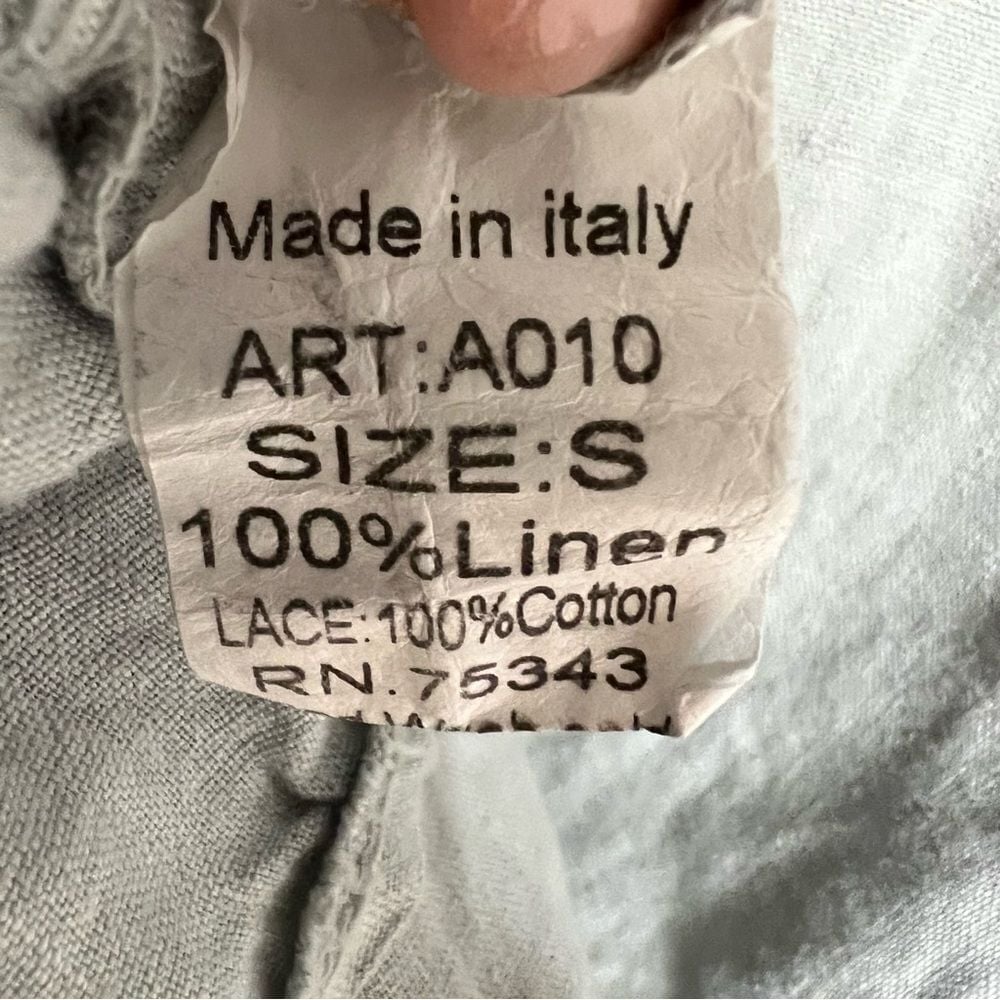 Made in italy
ART:A010
SIZE:S
100%Linen
LACE:100%Cotton
RN.75343